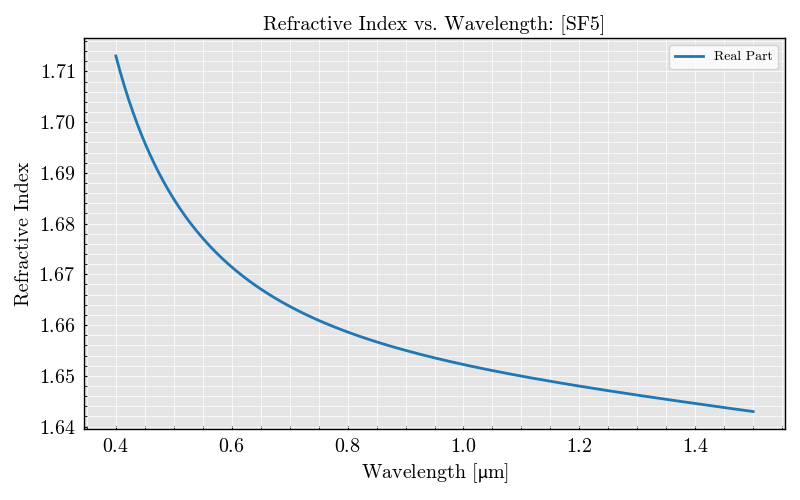 Refractive Index vs. Wavelength: [SF5]
Real Part
Refractive Index
1.71
1.70
1.69
1.68
1.67
1.66
1.65
1.64
0.4 0.6 0.8 1.0 1.2 1.4
Wavelength [μm]